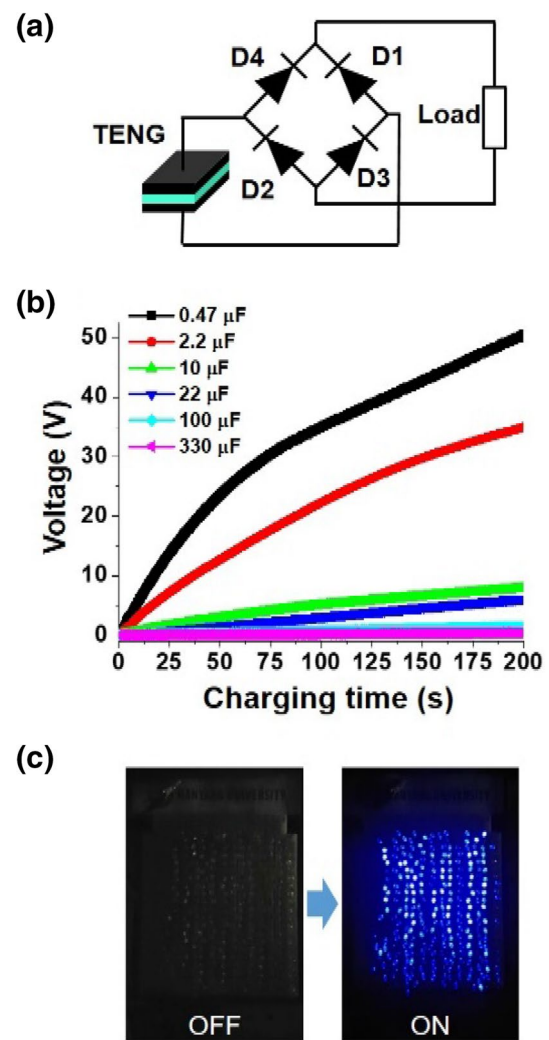 (a)
D4
D1
TENG
Load
D2
D3
(b)
0.47 μF
2.2 μF
10 μF
22 μF
100 μF
330 μF
Voltage (V)
50
40
30
20
10
0
0 25 50 75 100 125 150 175 200
Charging time (s)
(c)
UNIVERSITY
OFF
ON